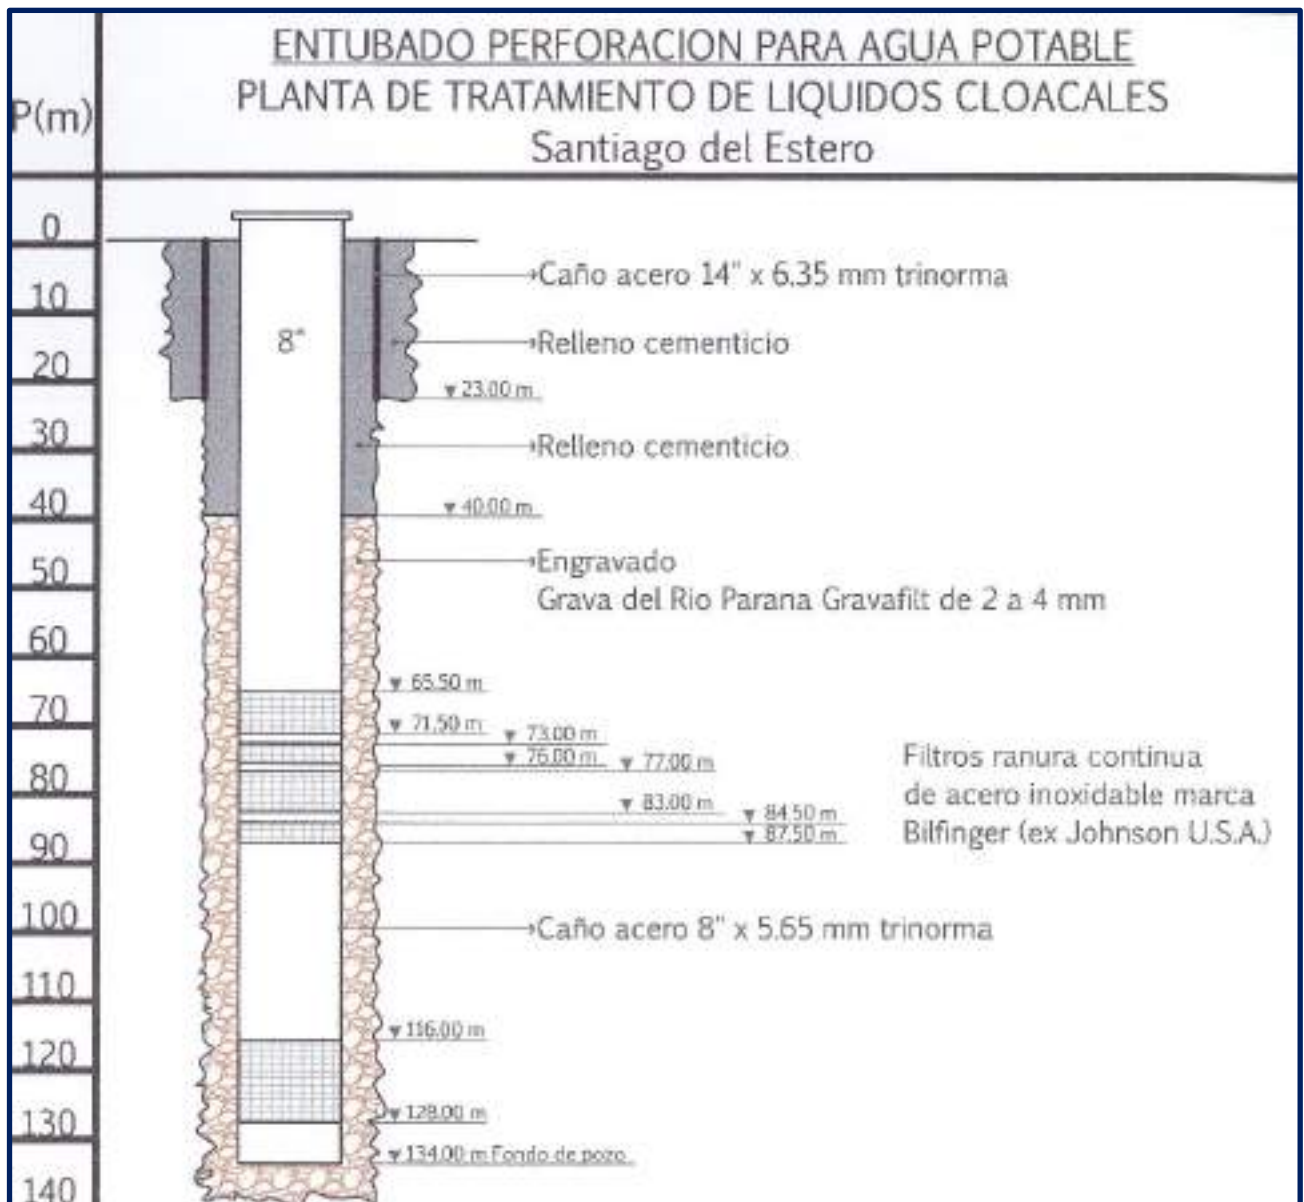 ENTUBADO PERFORACION PARA AGUA POTABLE
PLANTA DE TRATAMIENTO DE LIQUIDOS CLOACALES
Santiago del Estero
P(m)
0
10
20
30
40
50
60
70
80
90
100
110
120
130
140
8"
Caño acero 14" x 6.35 mm trinorma
Relleno cementicio
23.00 m
Relleno cementicio
40.00 m
Engravado
Grava del Rio Parana Gravafilt de 2 a 4 mm
65.50 m
71.50 m
73.00 m
76.00 m
77.00 m
83.00 m
84.50 m
87.50 m
Filtros ranura continua
de acero inoxidable marca
Bilfinger (ex Johnson U.S.A.)
Caño acero 8" x 5.65 mm trinorma
116.00 m
128.00 m
134.00 m Fondo de pozo